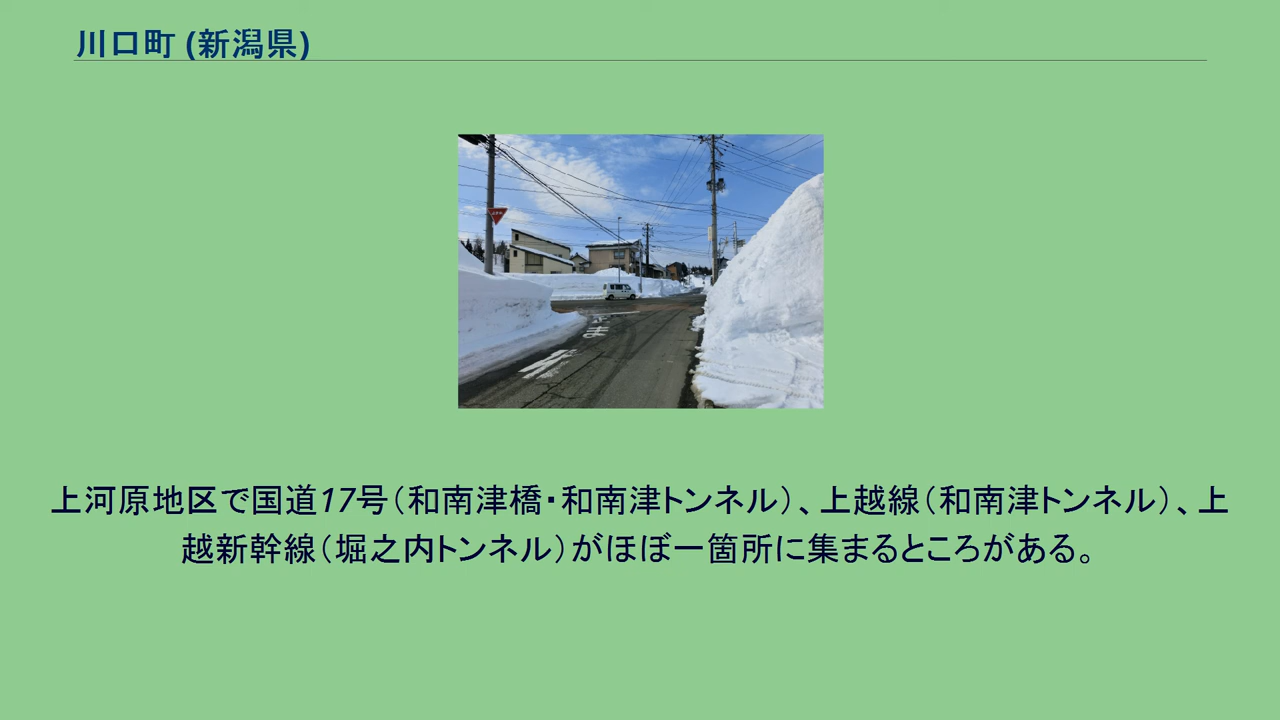 川口町 (新潟県)
上河原地区で国道17号（和南津橋・和南津トンネル）、上越線（和南津トンネル）、上
越新幹線（堀之内トンネル）がほぼ一箇所に集まるところがある。